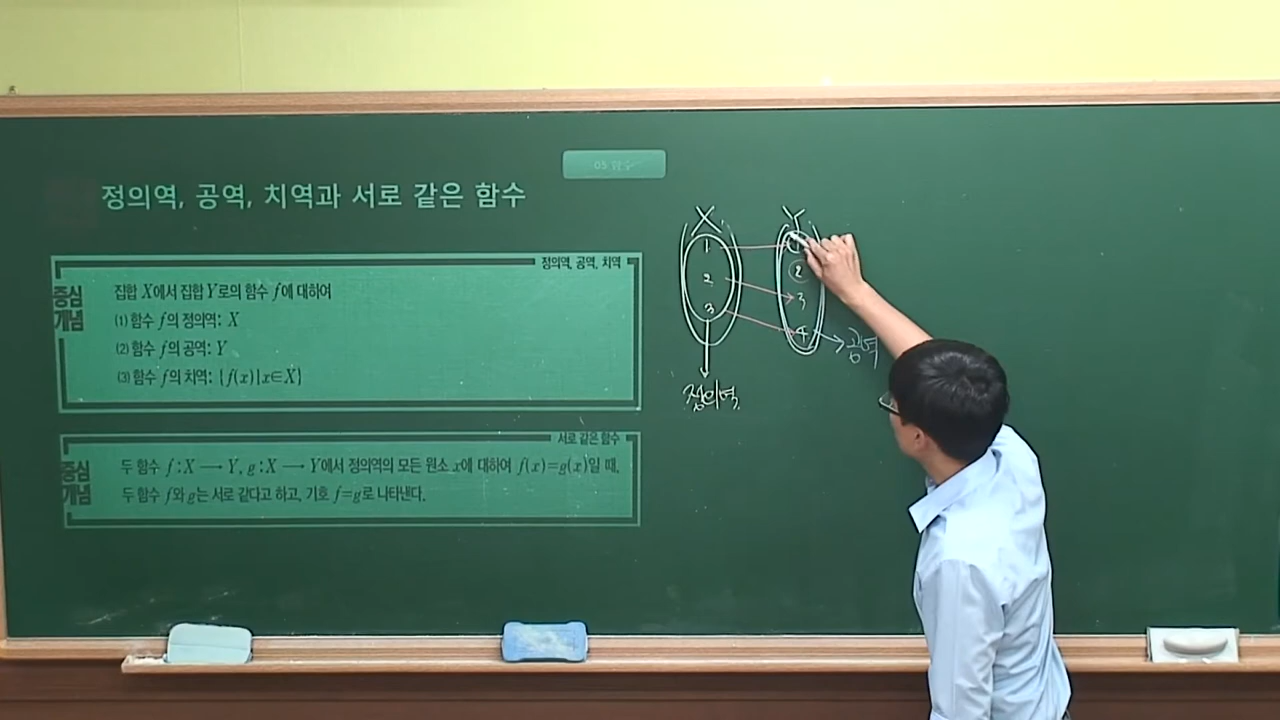 05 함수
정의역, 공역, 치역과 서로 같은 함수
정의역, 공역, 치역
중심
개념
집합 X에서 집합 Y로의 함수 f에 대하여
(1) 함수 f의 정의역: X
(2) 함수 f의 공역: Y
(3) 함수 f의 치역: {f(x)|x∈X}
서로 같은 함수
중심
개념
두 함수 f:X → Y, g:X → Y에서 정의역의 모든 원소 x에 대하여 f(x)=g(x)일 때,
두 함수 f와 g는 서로 같다고 하고, 기호 f=g로 나타낸다.
X Y
1 1
2 2
3 3
4
공역
정의역